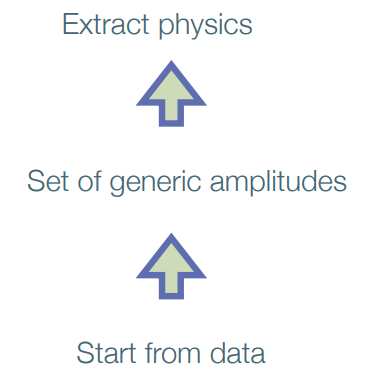 Extract physics
Set of generic amplitudes
Start from data